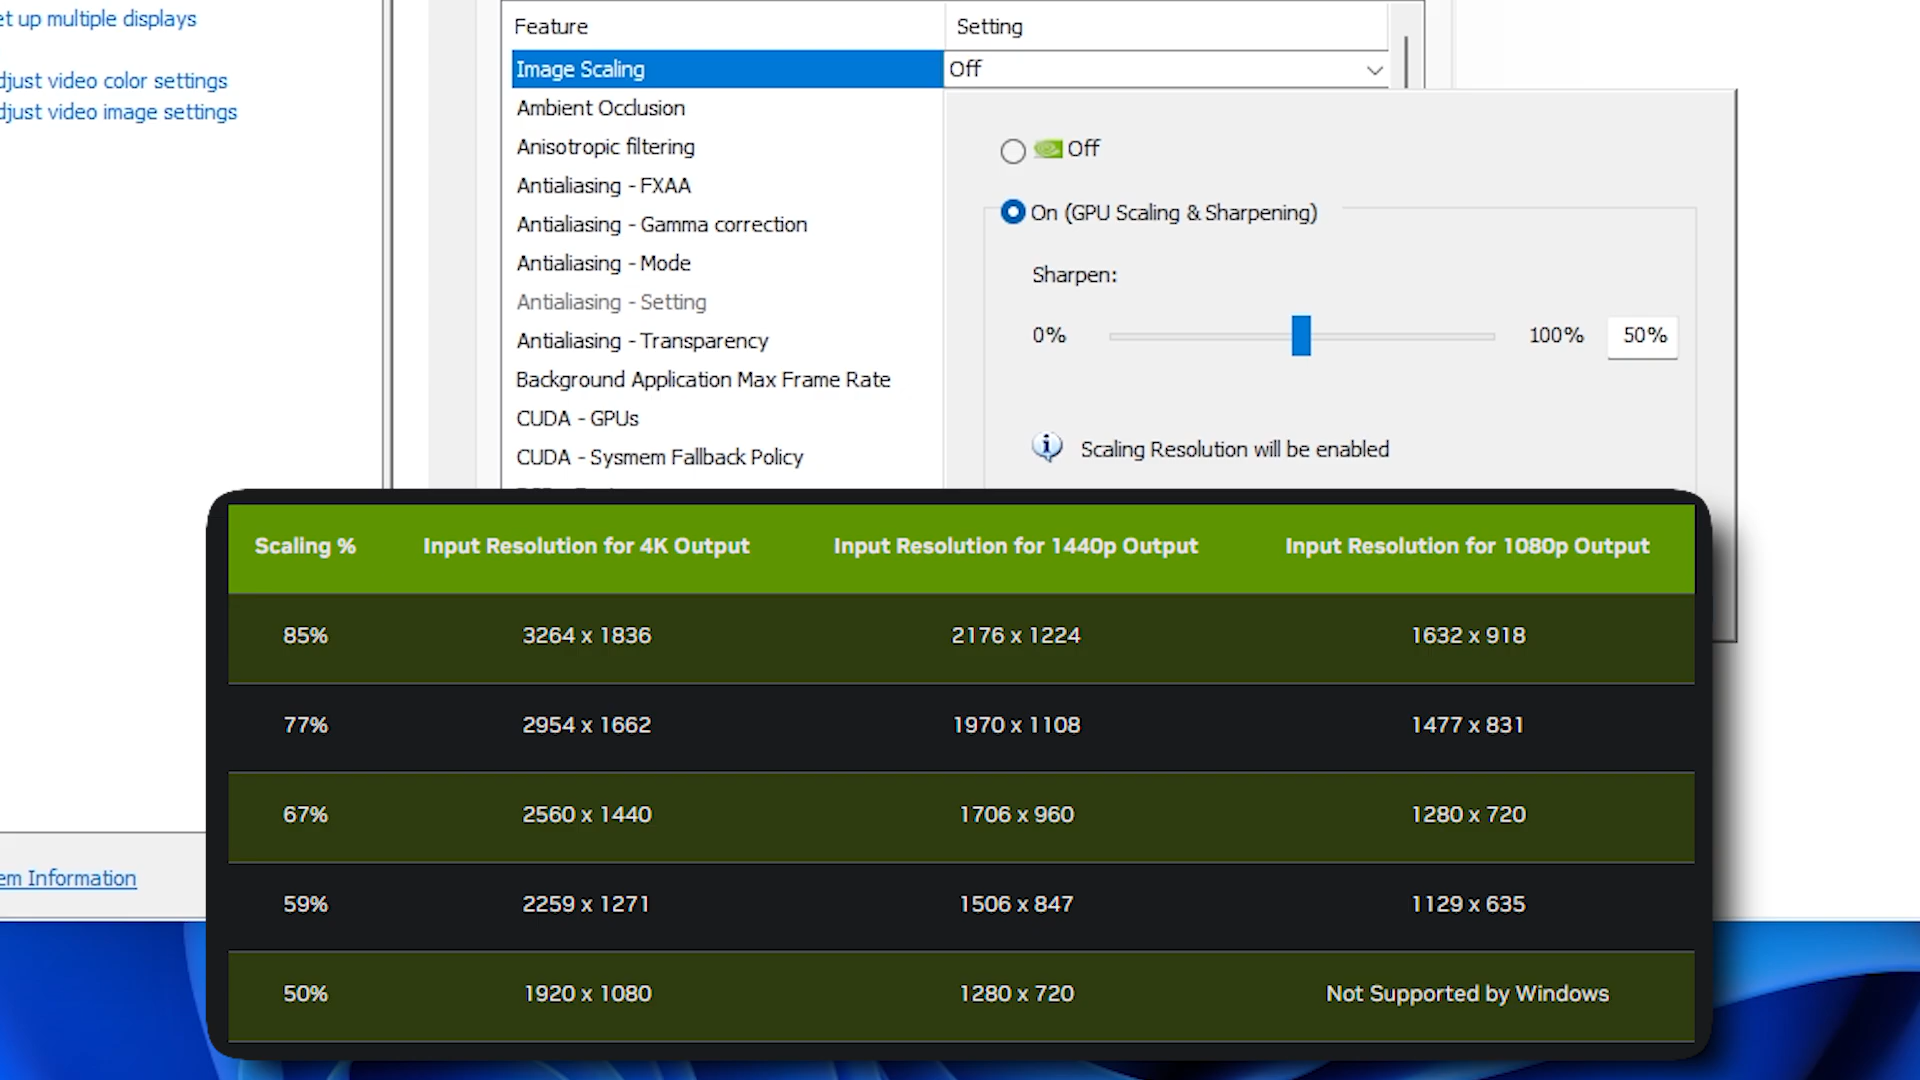 et up multiple displays
djust video color settings
djust video image settings
Feature Setting
Image Scaling Off
Ambient Occlusion
Anisotropic filtering
Antialiasing - FXAA
Antialiasing - Gamma correction
Antialiasing - Mode
Antialiasing - Setting
Antialiasing - Transparency
Background Application Max Frame Rate
CUDA - GPUs
CUDA - Sysmem Fallback Policy
Off
On (GPU Scaling & Sharpening)
Sharpen:
0% 100% 50%
Scaling Resolution will be enabled
Scaling % Input Resolution for 4K Output Input Resolution for 1440p Output Input Resolution for 1080p Output
85% 3264 x 1836 2176 x 1224 1632 x 918
77% 2954 x 1662 1970 x 1108 1477 x 831
67% 2560 x 1440 1706 x 960 1280 x 720
59% 2259 x 1271 1506 x 847 1129 x 635
50% 1920 x 1080 1280 x 720 Not Supported by Windows
em Information